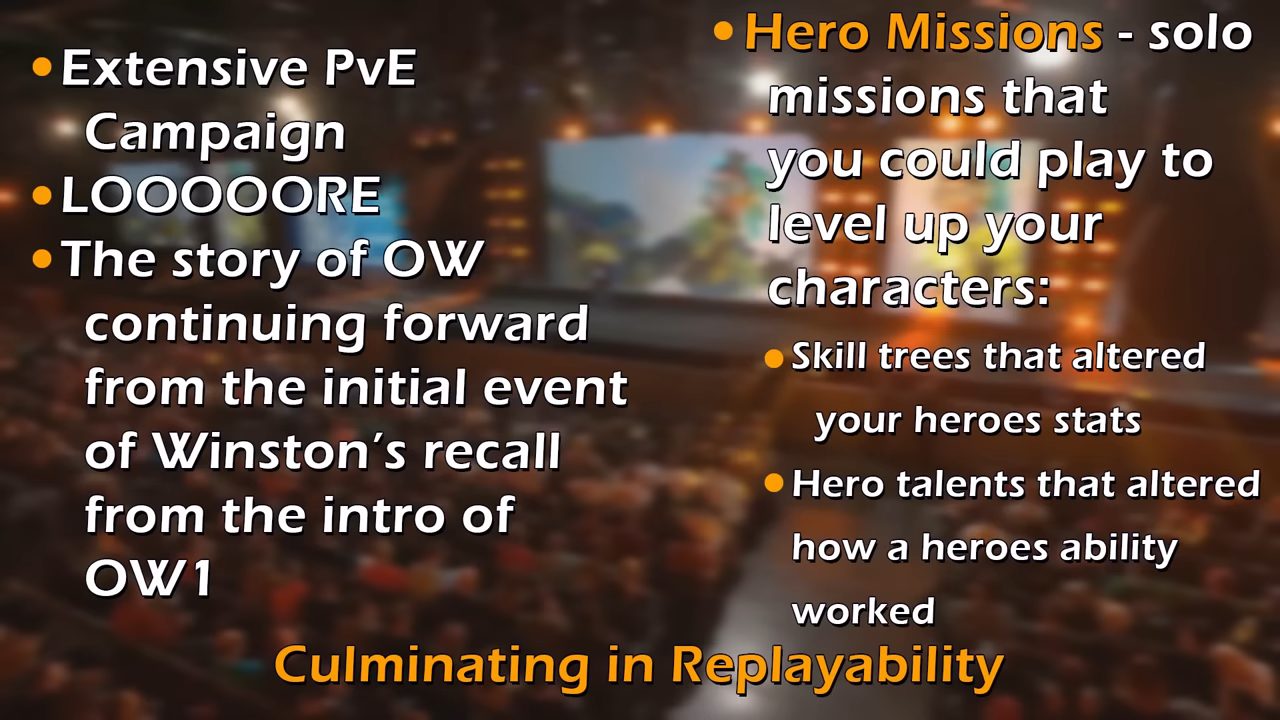 • Extensive PvE
Campaign
• LOOOOORE
• The story of OW
continuing forward
from the initial event
of Winston’s recall
from the intro of
OW1
• Hero Missions - solo
missions that
you could play to
level up your
characters:
• Skill trees that altered
your heroes stats
• Hero talents that altered
how a heroes ability
worked
Culminating in Replayability